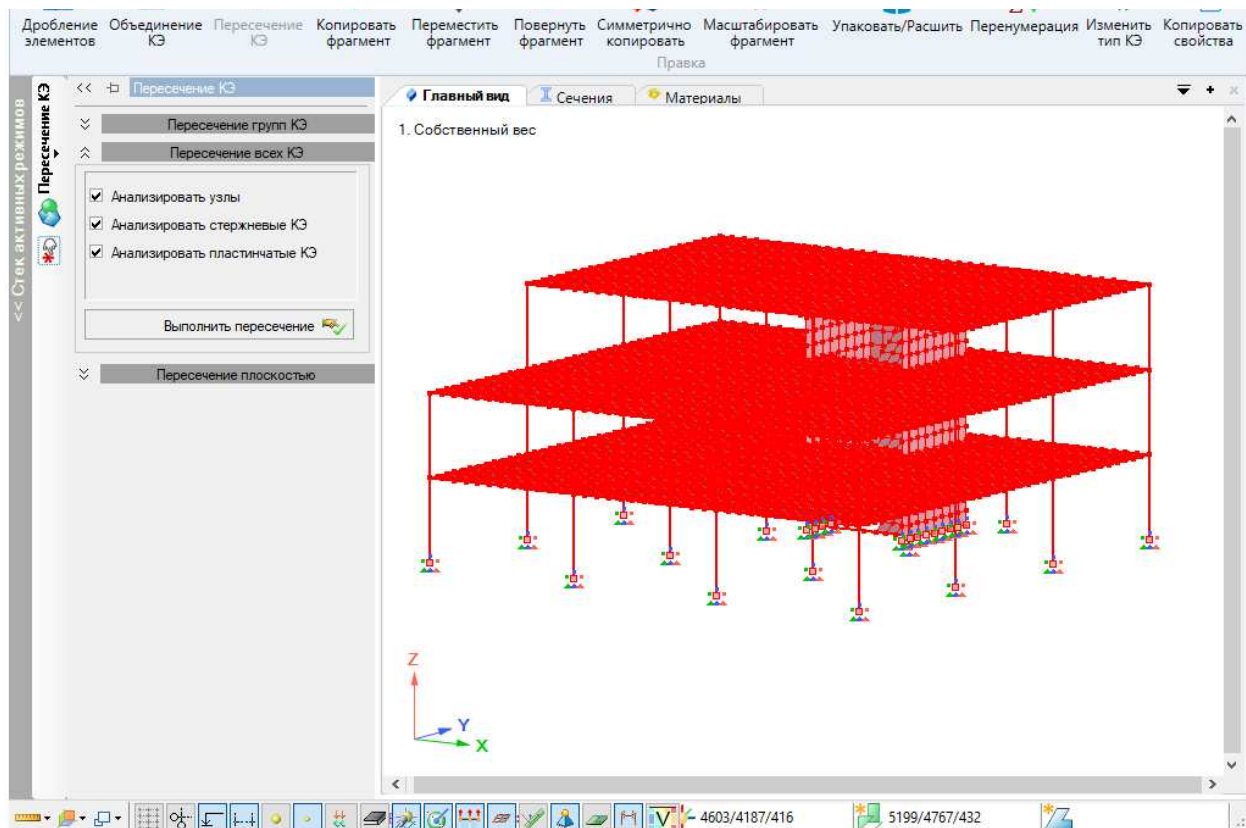 Дробление элементов
Объединение КЭ
Пересечение КЭ
Копировать фрагмент
Переместить фрагмент
Повернуть фрагмент
Симметрично копировать
Масштабировать фрагмент
Упаковать/Расшить
Перенумерация
Изменить тип КЭ
Копировать свойства
Правка
<< Стек активных режимов
Пересечение КЭ
<< Пересечение КЭ
Пересечение групп КЭ
Пересечение всех КЭ
Анализировать узлы
Анализировать стержневые КЭ
Анализировать пластинчатые КЭ
Выполнить пересечение
Пересечение плоскостью
Главный вид
Сечения
Материалы
1. Собственный вес
Z
Y
X
4603/4187/416
5199/4767/432